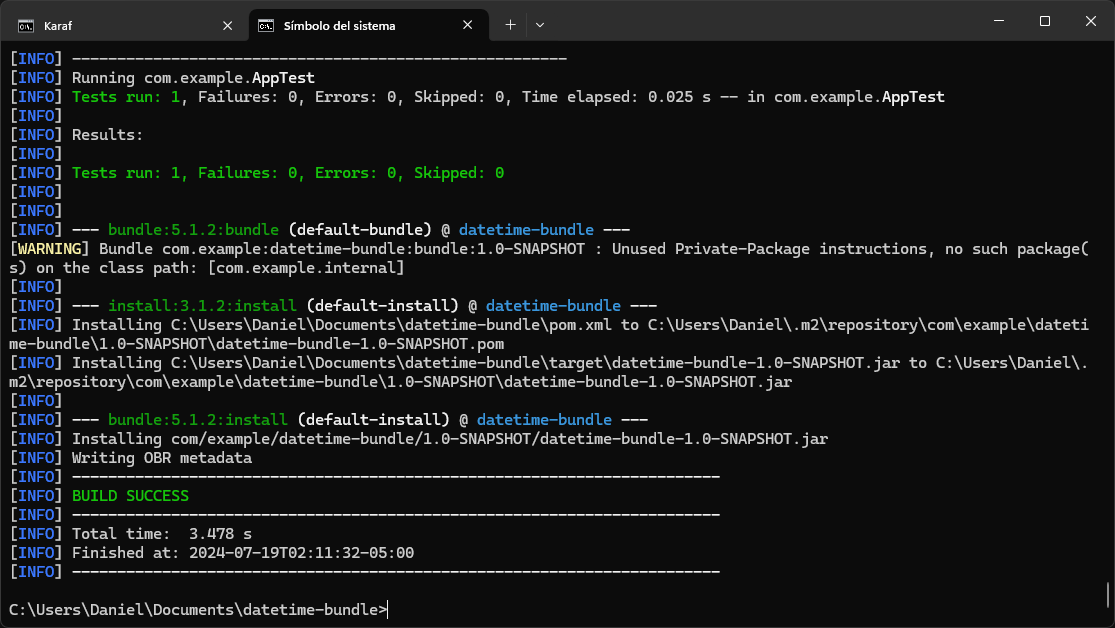 Karaf
Símbolo del sistema
[INFO] -------------------------------------------------------
[INFO] Running com.example.AppTest
[INFO] Tests run: 1, Failures: 0, Errors: 0, Skipped: 0, Time elapsed: 0.025 s -- in com.example.AppTest
[INFO]
[INFO] Results:
[INFO]
[INFO] Tests run: 1, Failures: 0, Errors: 0, Skipped: 0
[INFO]
[INFO]
[INFO] --- bundle:5.1.2:bundle (default-bundle) @ datetime-bundle ---
[WARNING] Bundle com.example:datetime-bundle:bundle:1.0-SNAPSHOT : Unused Private-Package instructions, no such package(
s) on the class path: [com.example.internal]
[INFO]
[INFO] --- install:3.1.2:install (default-install) @ datetime-bundle ---
[INFO] Installing C:\Users\Daniel\Documents\datetime-bundle\pom.xml to C:\Users\Daniel\.m2\repository\com\example\dateti
me-bundle\1.0-SNAPSHOT\datetime-bundle-1.0-SNAPSHOT.pom
[INFO] Installing C:\Users\Daniel\Documents\datetime-bundle\target\datetime-bundle-1.0-SNAPSHOT.jar to C:\Users\Daniel\.
m2\repository\com\example\datetime-bundle\1.0-SNAPSHOT\datetime-bundle-1.0-SNAPSHOT.jar
[INFO]
[INFO] --- bundle:5.1.2:install (default-install) @ datetime-bundle ---
[INFO] Installing com/example/datetime-bundle/1.0-SNAPSHOT/datetime-bundle-1.0-SNAPSHOT.jar
[INFO] Writing OBR metadata
[INFO] ------------------------------------------------------------------------
[INFO] BUILD SUCCESS
[INFO] ------------------------------------------------------------------------
[INFO] Total time:  3.478 s
[INFO] Finished at: 2024-07-19T02:11:32-05:00
[INFO] ------------------------------------------------------------------------
C:\Users\Daniel\Documents\datetime-bundle>